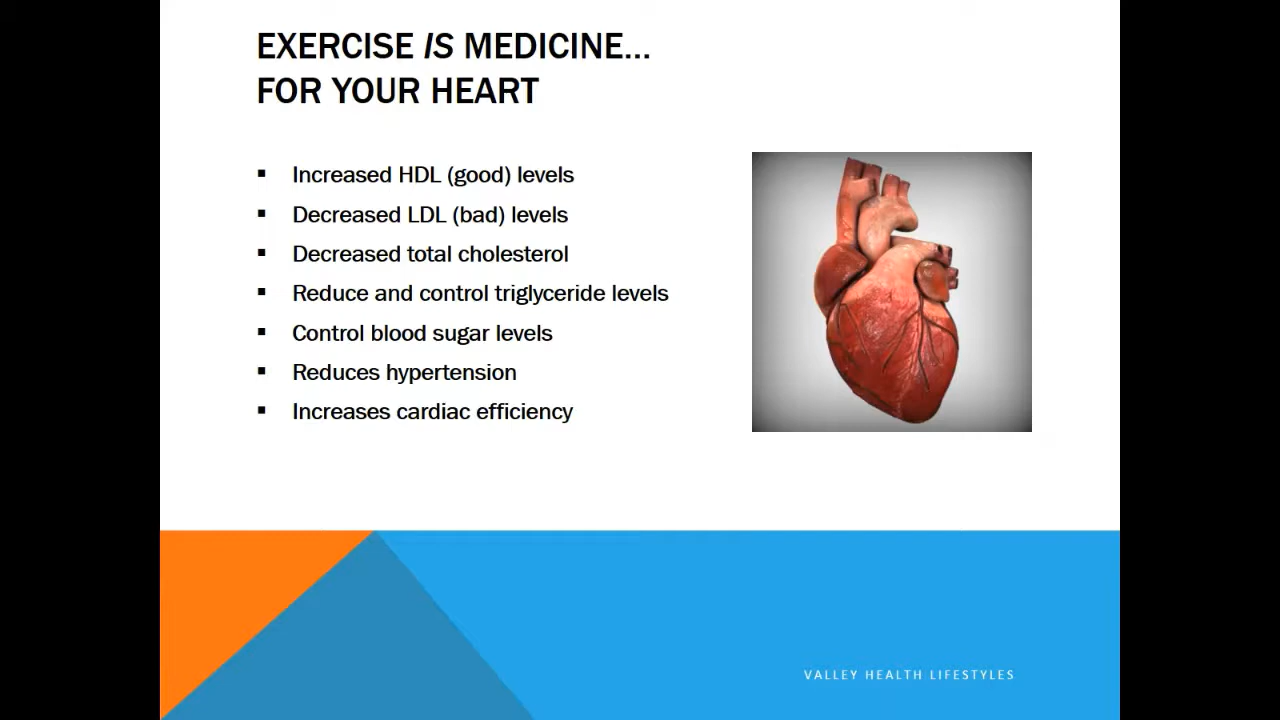 EXERCISE IS MEDICINE...
FOR YOUR HEART
▪ Increased HDL (good) levels
▪ Decreased LDL (bad) levels
▪ Decreased total cholesterol
▪ Reduce and control triglyceride levels
▪ Control blood sugar levels
▪ Reduces hypertension
▪ Increases cardiac efficiency
VALLEY HEALTH LIFESTYLES